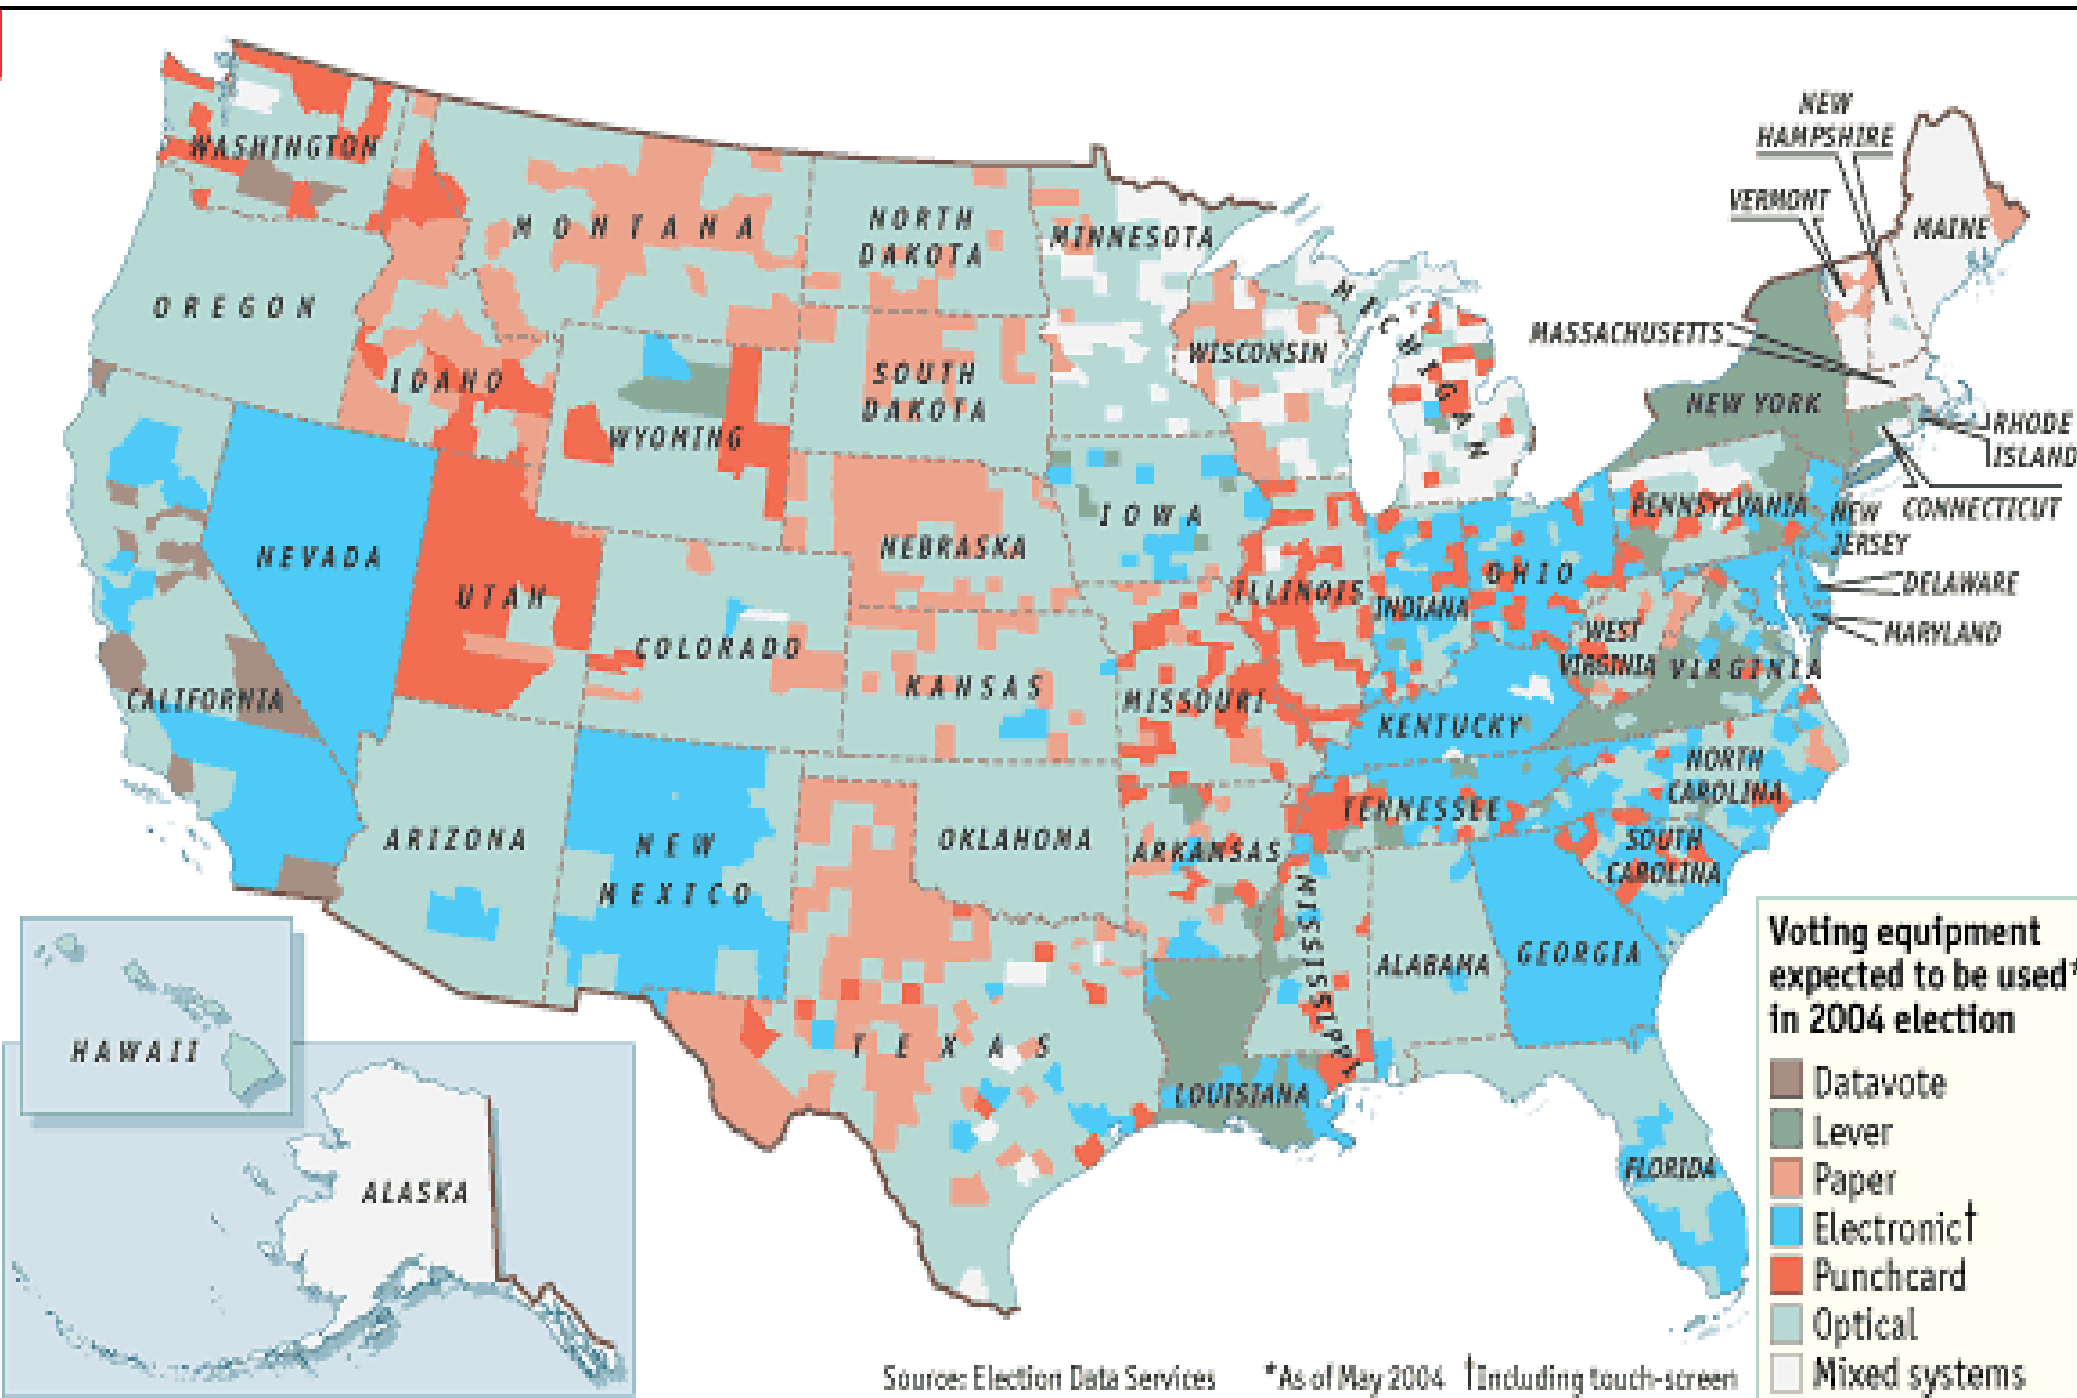 NEW
HAMPSHIRE
VERMONT
MAINE
WASHINGTON
MONTANA
NORTH
DAKOTA
MINNESOTA
OREGON
MICHIGAN
MASSACHUSETTS
WISCONSIN
IDAHO
SOUTH
DAKOTA
NEW YORK
WYOMING
RHODE
ISLAND
CONNECTICUT
PENNSYLVANIA
NEW
JERSEY
IOWA
NEVADA
NEBRASKA
UTAH
ILLINOIS
INDIANA
OHIO
DELAWARE
MARYLAND
WEST
VIRGINIA
VIRGINIA
COLORADO
KANSAS
MISSOURI
CALIFORNIA
KENTUCKY
NORTH
CAROLINA
TENNESSEE
ARIZONA
NEW
MEXICO
OKLAHOMA
ARKANSAS
SOUTH
CAROLINA
MISSISSIPPI
ALABAMA
GEORGIA
TEXAS
LOUISIANA
FLORIDA
HAWAII
ALASKA
Voting equipment
expected to be used*
in 2004 election
Datavote
Lever
Paper
Electronic†
Punchcard
Optical
Mixed systems
Source: Election Data Services *As of May 2004 †Including touch-screen